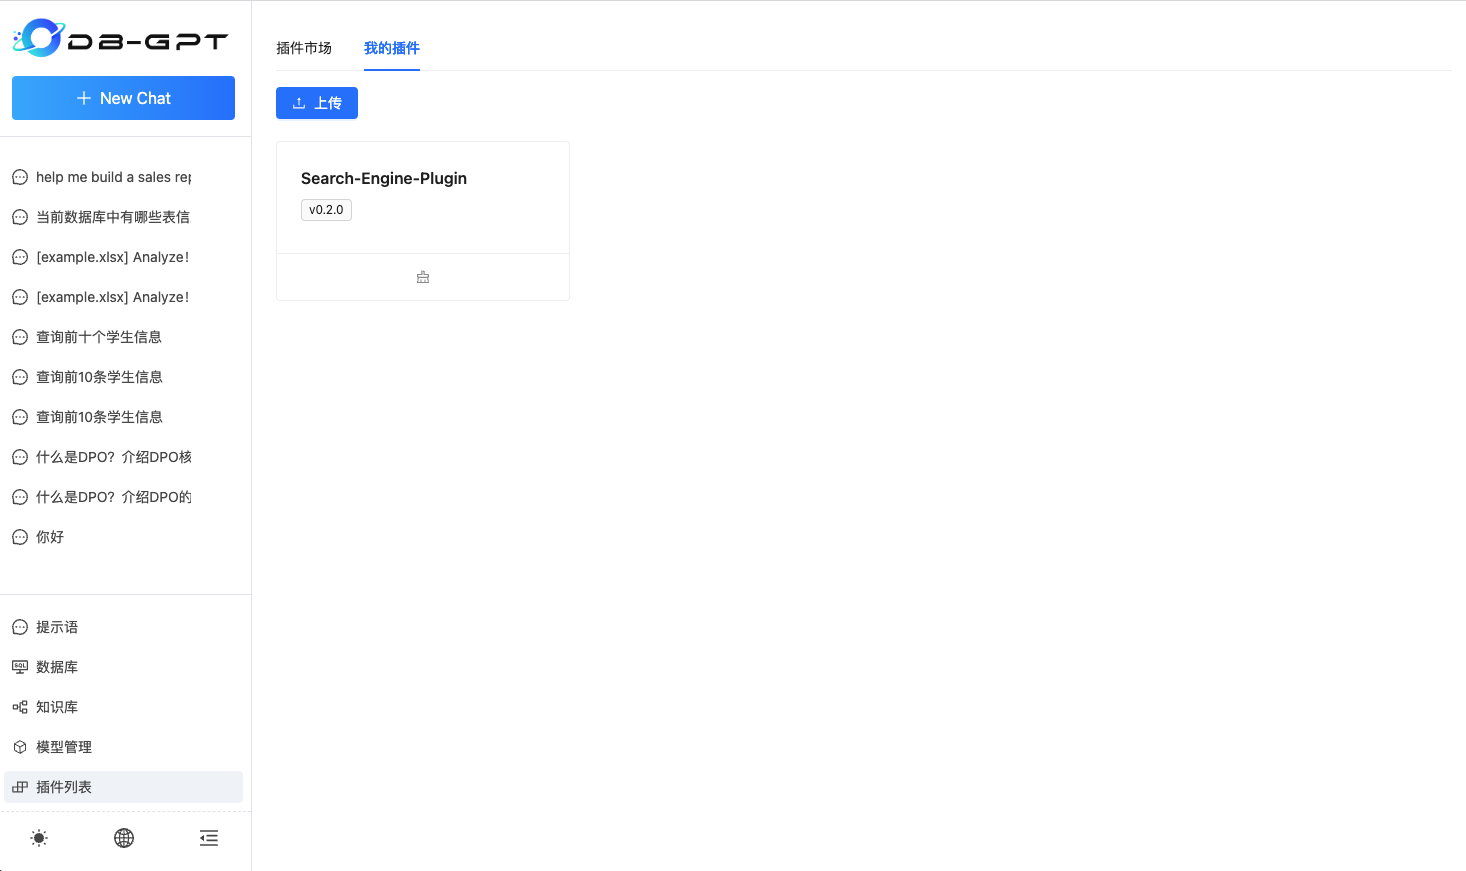 DB-GPT
New Chat
help me build a sales rep
当前数据库中有哪些表信
[example.xlsx] Analyze!
[example.xlsx] Analyze!
查询前十个学生信息
查询前10条学生信息
查询前10条学生信息
什么是DPO？介绍DPO核
什么是DPO？介绍DPO的
你好
提示语
SQL
数据库
知识库
模型管理
插件列表
插件市场
我的插件
上传
Search-Engine-Plugin
v0.2.0